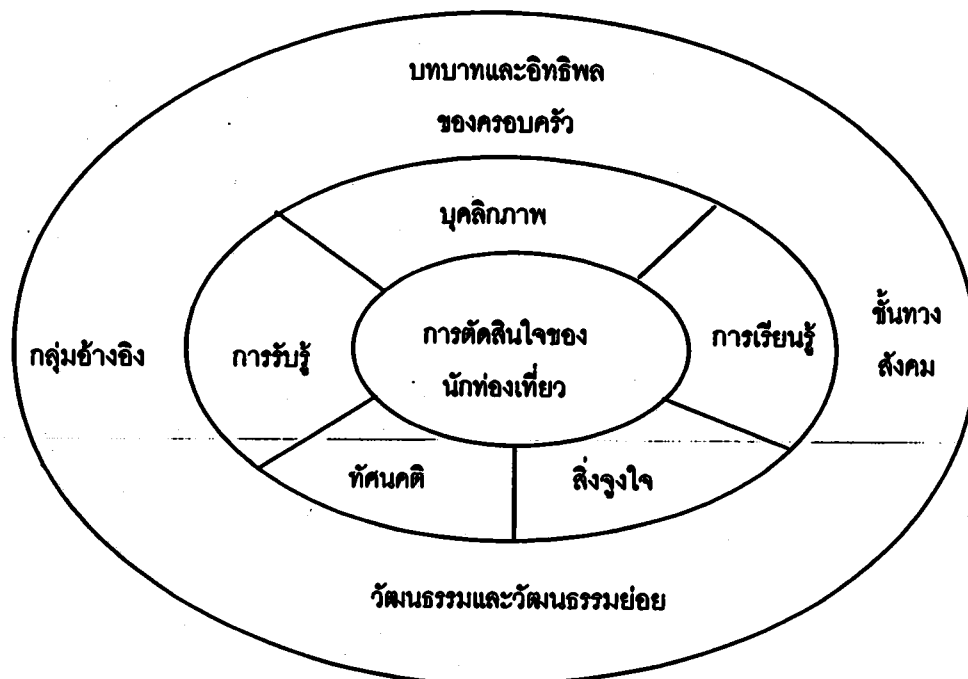 บทบาทและอิทธิพล
ของครอบครัว
บุคลิกภาพ
กลุ่มอ้างอิง
การรับรู้
การตัดสินใจของ
นักท่องเที่ยว
การเรียนรู้
ชั้นทวง
สังคม
ทัศนคติ
สิ่งจูงใจ
วัฒนธรรมและวัฒนธรรมย่อย